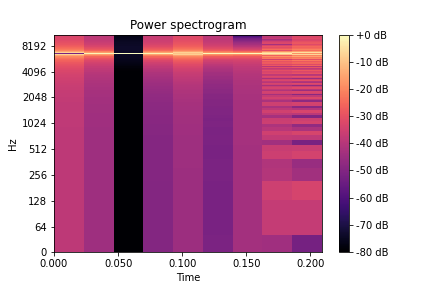 Power spectrogram
Hz
8192
4096
2048
1024
512
256
128
64
0
0.000
0.050
0.100
0.150
0.200
Time
+0 dB
-10 dB
-20 dB
-30 dB
-40 dB
-50 dB
-60 dB
-70 dB
-80 dB